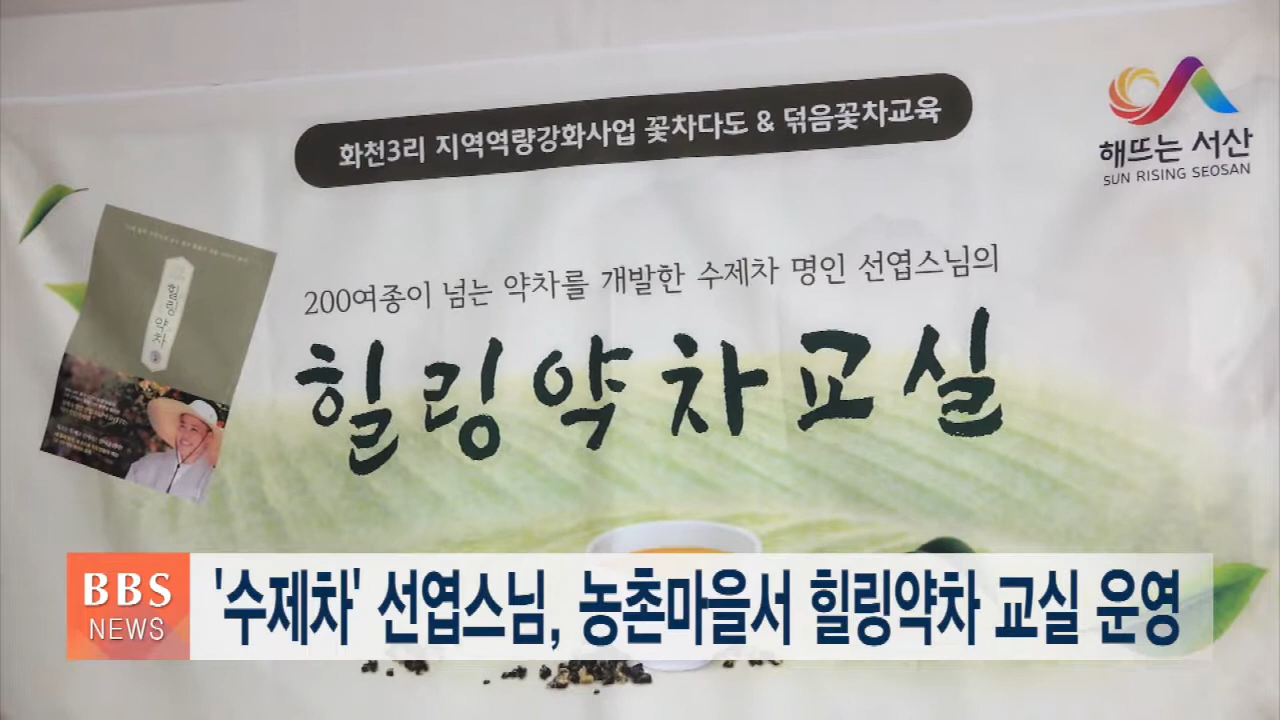 화천3리 지역역량강화사업 꽃차다도 & 덖음꽃차교육
해뜨는 서산
SUN RISING SEOSAN
200여종이 넘는 약차를 개발한 수제차 명인 선엽스님의
힐링약차교실
힐링약차
BBS
NEWS
'수제차' 선엽스님, 농촌마을서 힐링약차 교실 운영